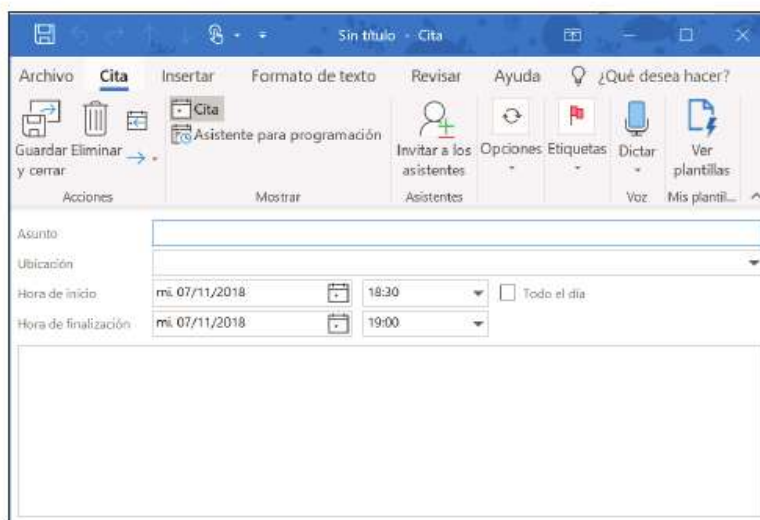 Sin título - Cita
Archivo Cita Insertar Formato de texto Revisar Ayuda ¿Qué desea hacer?
Guardar y cerrar
Eliminar
Cita
Asistente para programación
Invitar a los asistentes
Opciones
Etiquetas
Dictar
Ver plantillas
Acciones Mostrar Asistentes Voz Mis plantil...
Asunto
Ubicación
Hora de inicio mi. 07/11/2018 18:30 Todo el día
Hora de finalización mi. 07/11/2018 19:00